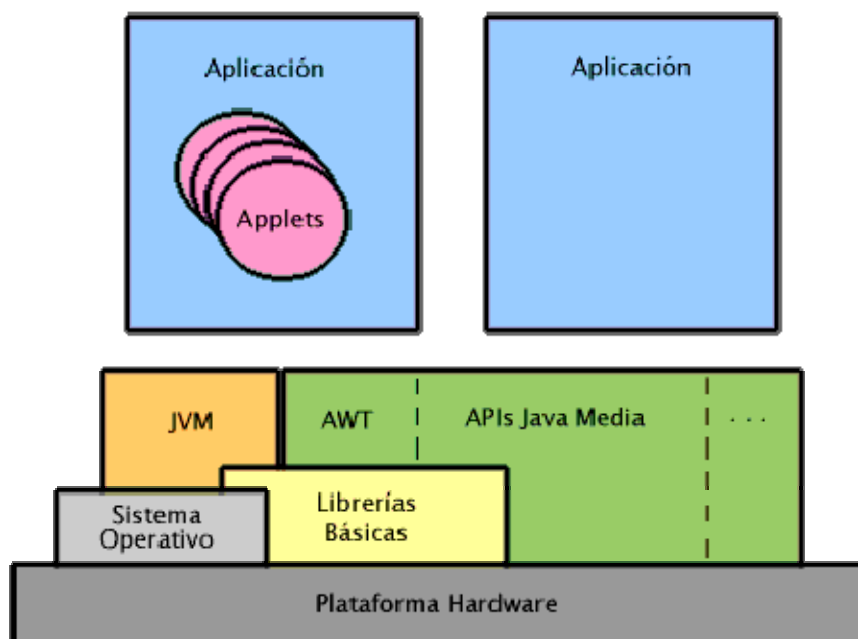 Aplicación
Aplicación
Applets
JVM
AWT
APIs Java Media
. . .
Librerías
Básicas
Sistema
Operativo
Plataforma Hardware